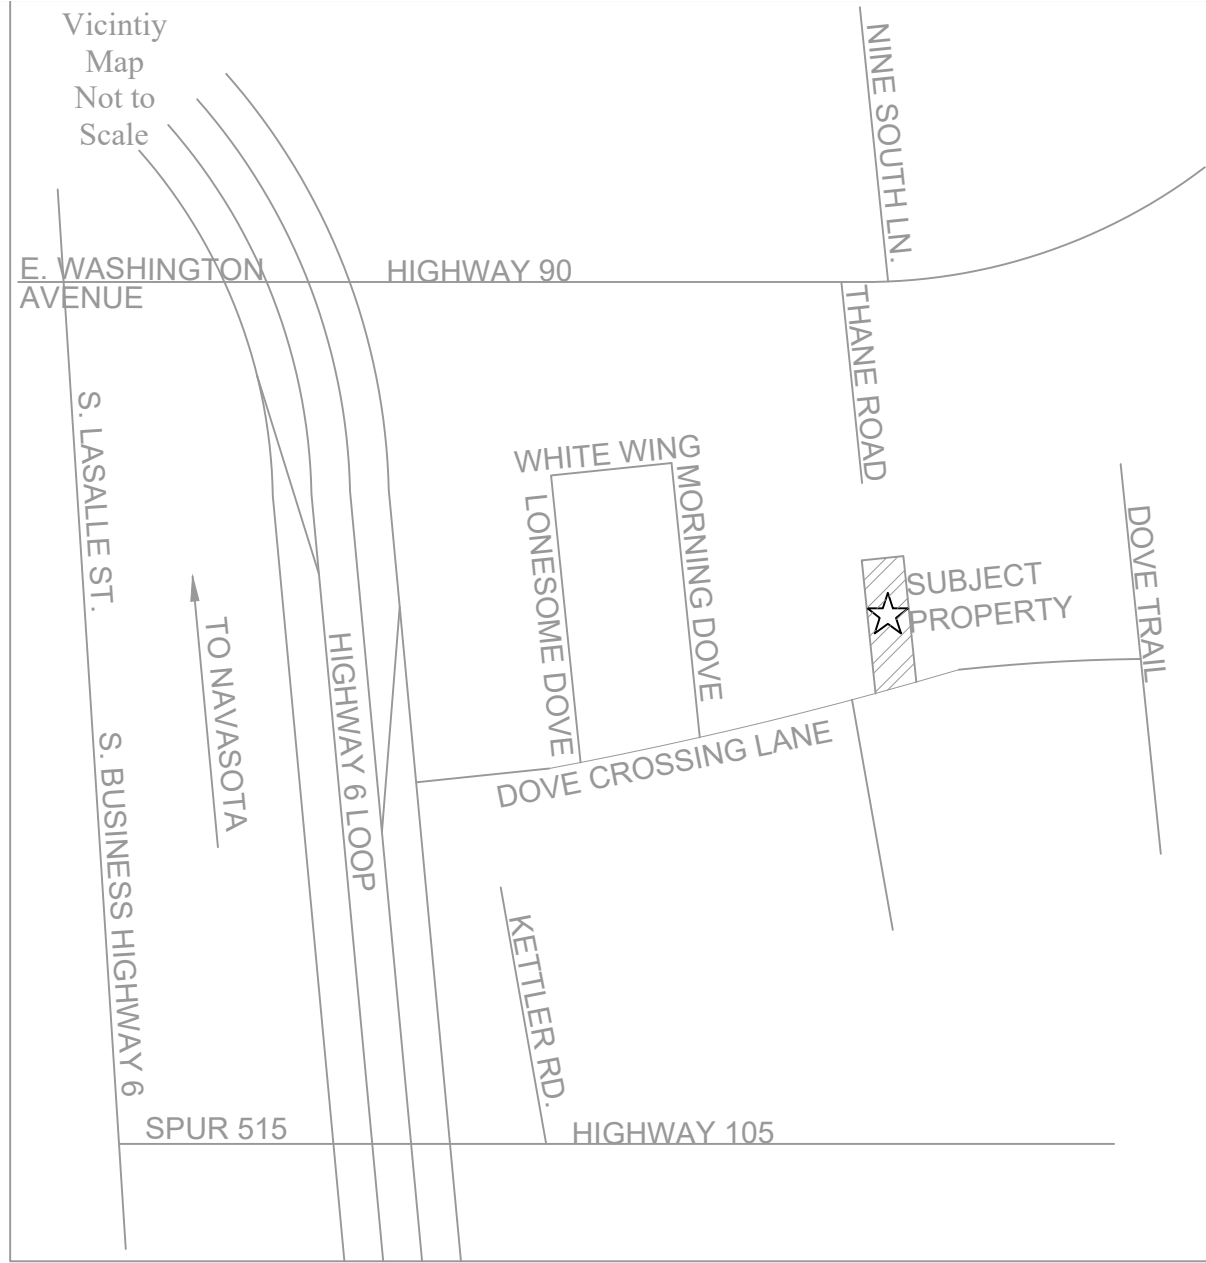 Vicintiy
Map
Not to
Scale
NINE SOUTH LN.
E. WASHINGTON
AVENUE
HIGHWAY 90
THANE ROAD
S. LASALLE ST.
WHITE WING
LONESOME DOVE
MORNING DOVE
DOVE TRAIL
SUBJECT
PROPERTY
TO NAVASOTA
HIGHWAY 6 LOOP
DOVE CROSSING LANE
S. BUSINESS HIGHWAY 6
KETTLER RD.
SPUR 515
HIGHWAY 105